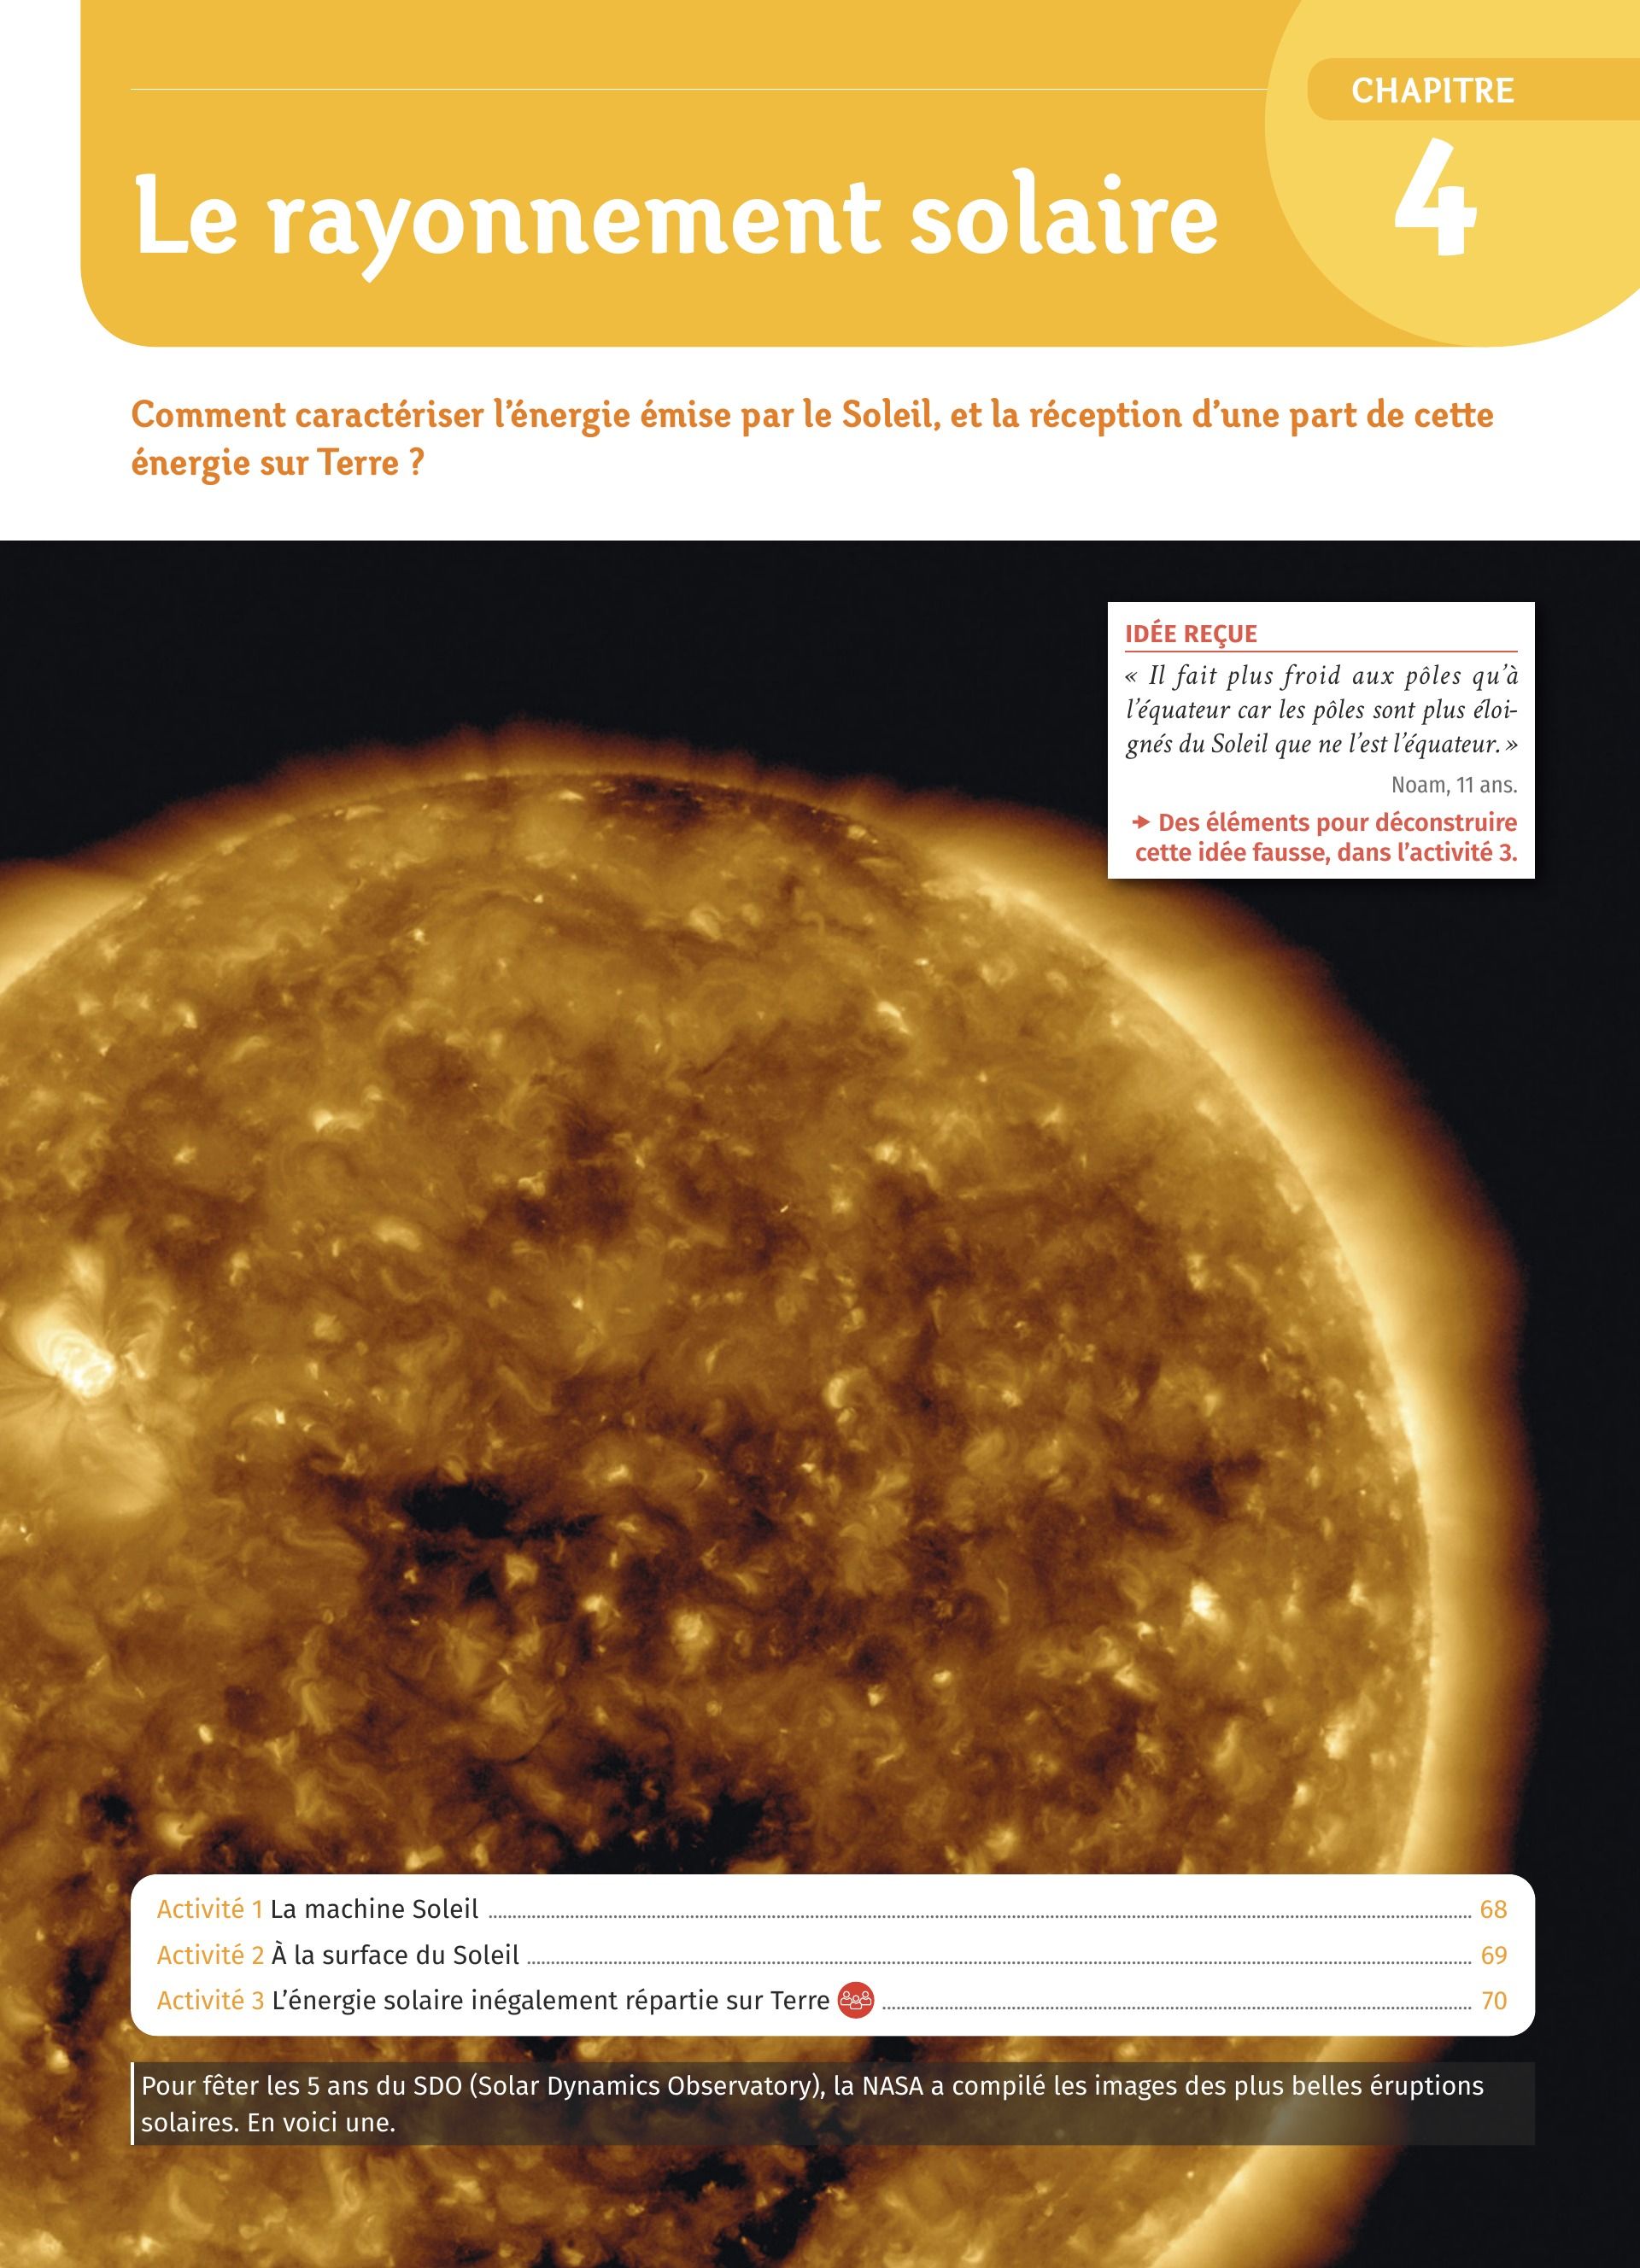 CHAPITRE
4
Le rayonnement solaire
Comment caractériser l’énergie émise par le Soleil, et la réception d’une part de cette
énergie sur Terre ?
IDÉE REÇUE
« Il fait plus froid aux pôles qu’à
l’équateur car les pôles sont plus éloi-
gnés du Soleil que ne l’est l’équateur. »
Noam, 11 ans.
➜ Des éléments pour déconstruire
cette idée fausse, dans l’activité 3.
Activité 1 La machine Soleil ........ 68
Activité 2 À la surface du Soleil ........ 69
Activité 3 L’énergie solaire inégalement répartie sur Terre ........ 70
Pour fêter les 5 ans du SDO (Solar Dynamics Observatory), la NASA a compilé les images des plus belles éruptions
solaires. En voici une.